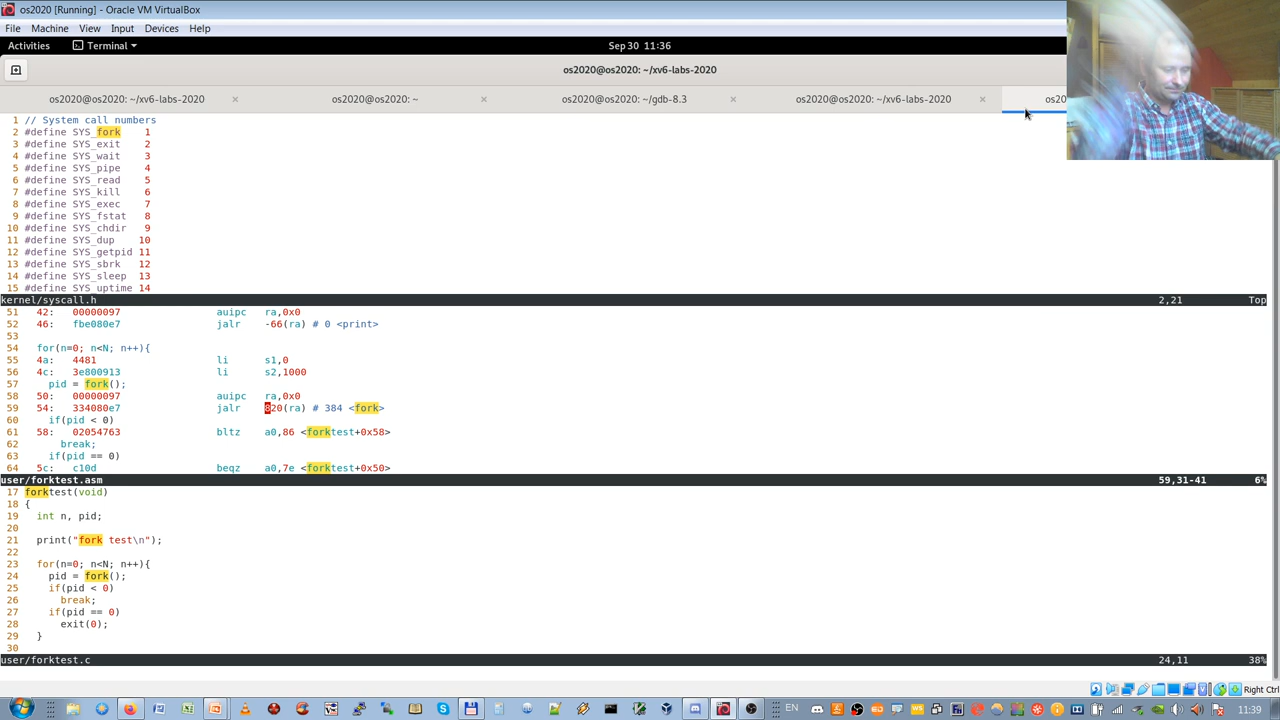 os2020 [Running] - Oracle VM VirtualBox
File Machine View Input Devices Help
Activities Terminal Sep 30 11:36
os2020@os2020: ~/xv6-labs-2020
os2020@os2020: ~/xv6-labs-2020 × os2020@os2020: ~ × os2020@os2020: ~/gdb-8.3 × os2020@os2020: ~/xv6-labs-2020 × os20
1 // System call numbers
2 #define SYS_fork 1
3 #define SYS_exit 2
4 #define SYS_wait 3
5 #define SYS_pipe 4
6 #define SYS_read 5
7 #define SYS_kill 6
8 #define SYS_exec 7
9 #define SYS_fstat 8
10 #define SYS_chdir 9
11 #define SYS_dup 10
12 #define SYS_getpid 11
13 #define SYS_sbrk 12
14 #define SYS_sleep 13
15 #define SYS_uptime 14
kernel/syscall.h 2,21 Top
51 42: 00000097 auipc ra,0x0
52 46: fbe080e7 jalr -66(ra) # 0 <print>
53
54 for(n=0; n<N; n++){
55 4a: 4481 li s1,0
56 4c: 3e800913 li s2,1000
57 pid = fork();
58 50: 00000097 auipc ra,0x0
59 54: 334080e7 jalr 820(ra) # 384 <fork>
60 if(pid < 0)
61 58: 02054763 bltz a0,86 <forktest+0x58>
62 break;
63 if(pid == 0)
64 5c: c10d beqz a0,7e <forktest+0x50>
user/forktest.asm 59,31-41 6%
17 forktest(void)
18 {
19 int n, pid;
20
21 print("fork test\n");
22
23 for(n=0; n<N; n++){
24 pid = fork();
25 if(pid < 0)
26 break;
27 if(pid == 0)
28 exit(0);
29 }
30
user/forktest.c 24,11 38%
Right Ctrl
EN 11:39